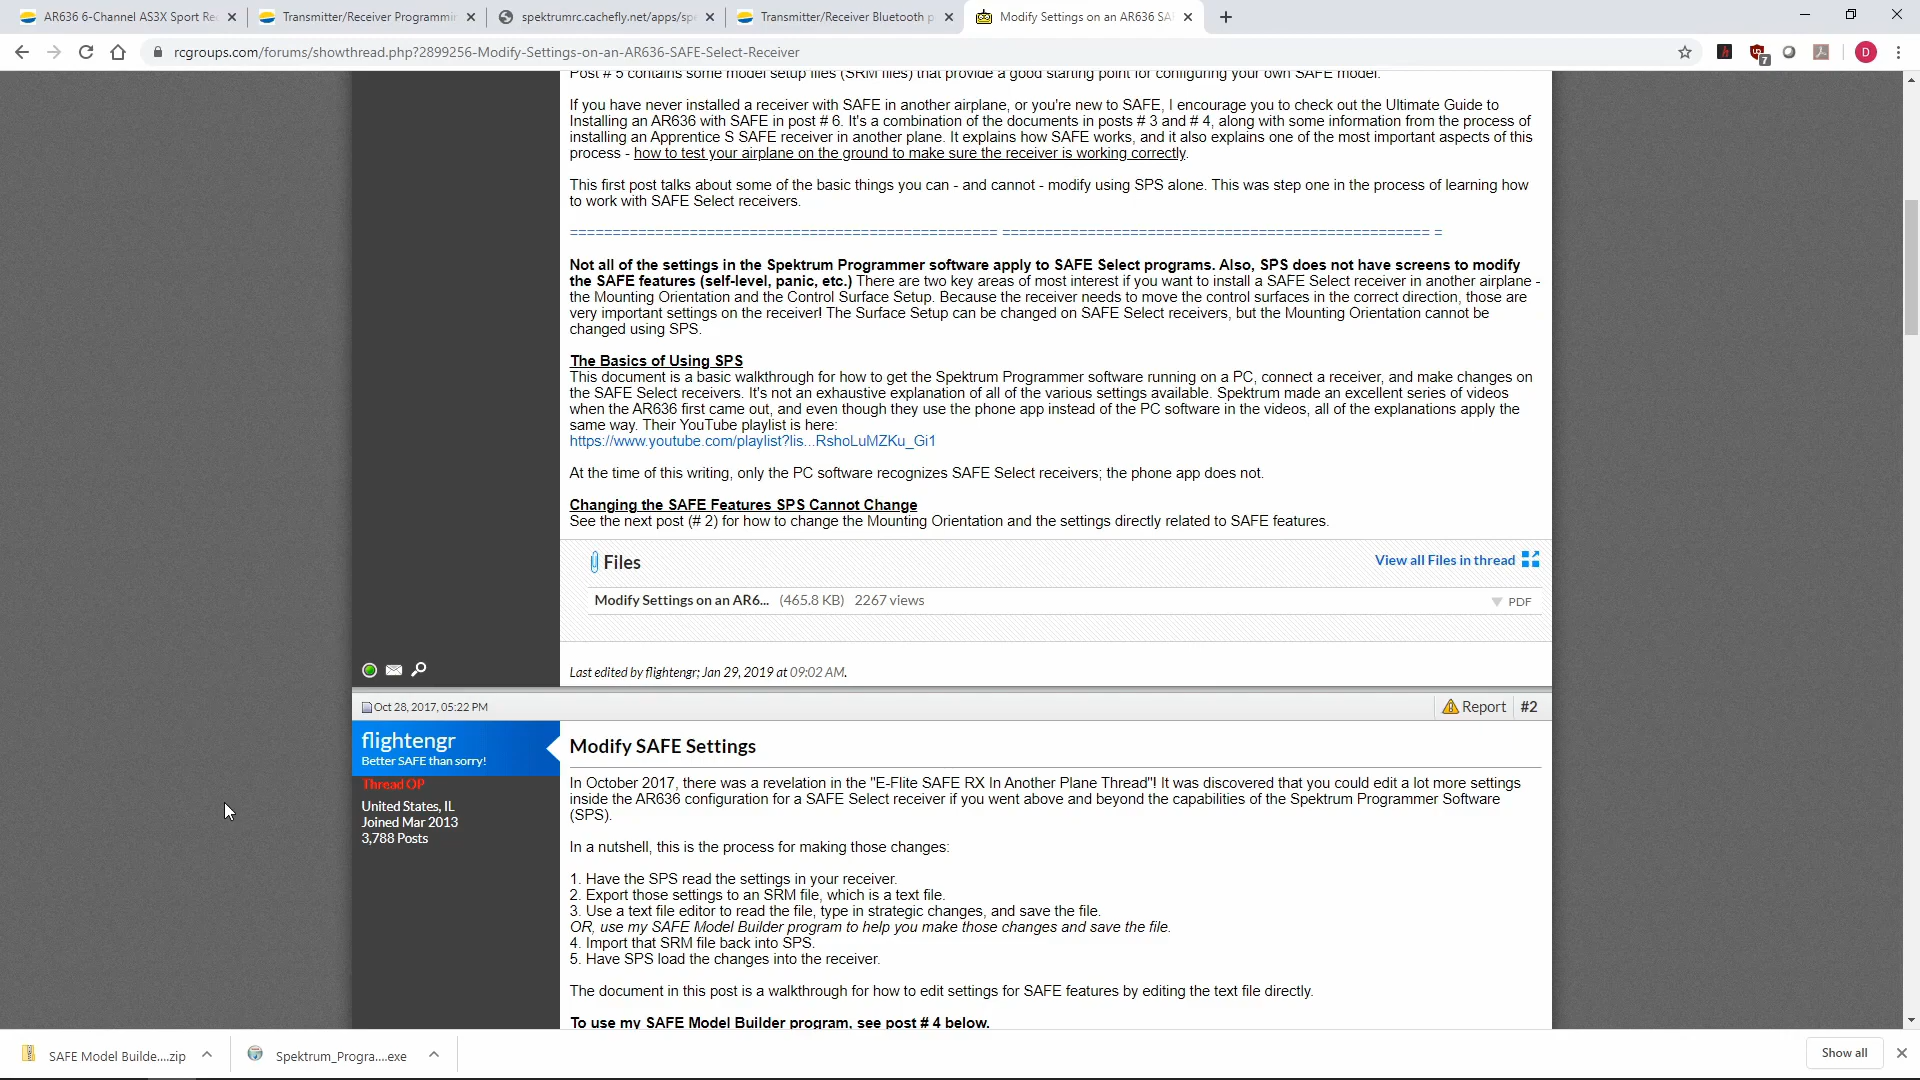 AR636 6-Channel AS3X Sport Re
Transmitter/Receiver Programmin
spektrumrc.cachefly.net/apps/spe
Transmitter/Receiver Bluetooth p
Modify Settings on an AR636 SA
rcgroups.com/forums/showthread.php?2899256-Modify-Settings-on-an-AR636-SAFE-Select-Receiver
7
D
Post # 5 contains some model setup files (SRM files) that provide a good starting point for configuring your own SAFE model.
If you have never installed a receiver with SAFE in another airplane, or you're new to SAFE, I encourage you to check out the Ultimate Guide to
Installing an AR636 with SAFE in post # 6. It's a combination of the documents in posts # 3 and # 4, along with some information from the process of
installing an Apprentice S SAFE receiver in another plane. It explains how SAFE works, and it also explains one of the most important aspects of this
process - how to test your airplane on the ground to make sure the receiver is working correctly.
This first post talks about some of the basic things you can - and cannot - modify using SPS alone. This was step one in the process of learning how
to work with SAFE Select receivers.
================================================== ================================================== =
Not all of the settings in the Spektrum Programmer software apply to SAFE Select programs. Also, SPS does not have screens to modify
the SAFE features (self-level, panic, etc.) There are two key areas of most interest if you want to install a SAFE Select receiver in another airplane -
the Mounting Orientation and the Control Surface Setup. Because the receiver needs to move the control surfaces in the correct direction, those are
very important settings on the receiver! The Surface Setup can be changed on SAFE Select receivers, but the Mounting Orientation cannot be
changed using SPS.
The Basics of Using SPS
This document is a basic walkthrough for how to get the Spektrum Programmer software running on a PC, connect a receiver, and make changes on
the SAFE Select receivers. It's not an exhaustive explanation of all of the various settings available. Spektrum made an excellent series of videos
when the AR636 first came out, and even though they use the phone app instead of the PC software in the videos, all of the explanations apply the
same way. Their YouTube playlist is here:
https://www.youtube.com/playlist?lis...RshoLuMZKu_Gi1
At the time of this writing, only the PC software recognizes SAFE Select receivers; the phone app does not.
Changing the SAFE Features SPS Cannot Change
See the next post (# 2) for how to change the Mounting Orientation and the settings directly related to SAFE features.
Files
View all Files in thread
Modify Settings on an AR6... (465.8 KB) 2267 views
PDF
Last edited by flightengr; Jan 29, 2019 at 09:02 AM.
Oct 28, 2017, 05:22 PM
Report #2
flightengr
Better SAFE than sorry!
Thread OP
United States, IL
Joined Mar 2013
3,788 Posts
Modify SAFE Settings
In October 2017, there was a revelation in the "E-Flite SAFE RX In Another Plane Thread"! It was discovered that you could edit a lot more settings
inside the AR636 configuration for a SAFE Select receiver if you went above and beyond the capabilities of the Spektrum Programmer Software
(SPS).
In a nutshell, this is the process for making those changes:
1. Have the SPS read the settings in your receiver.
2. Export those settings to an SRM file, which is a text file.
3. Use a text file editor to read the file, type in strategic changes, and save the file.
OR, use my SAFE Model Builder program to help you make those changes and save the file.
4. Import that SRM file back into SPS.
5. Have SPS load the changes into the receiver.
The document in this post is a walkthrough for how to edit settings for SAFE features by editing the text file directly.
To use my SAFE Model Builder program, see post # 4 below.
SAFE Model Builde....zip
Spektrum_Progra....exe
Show all